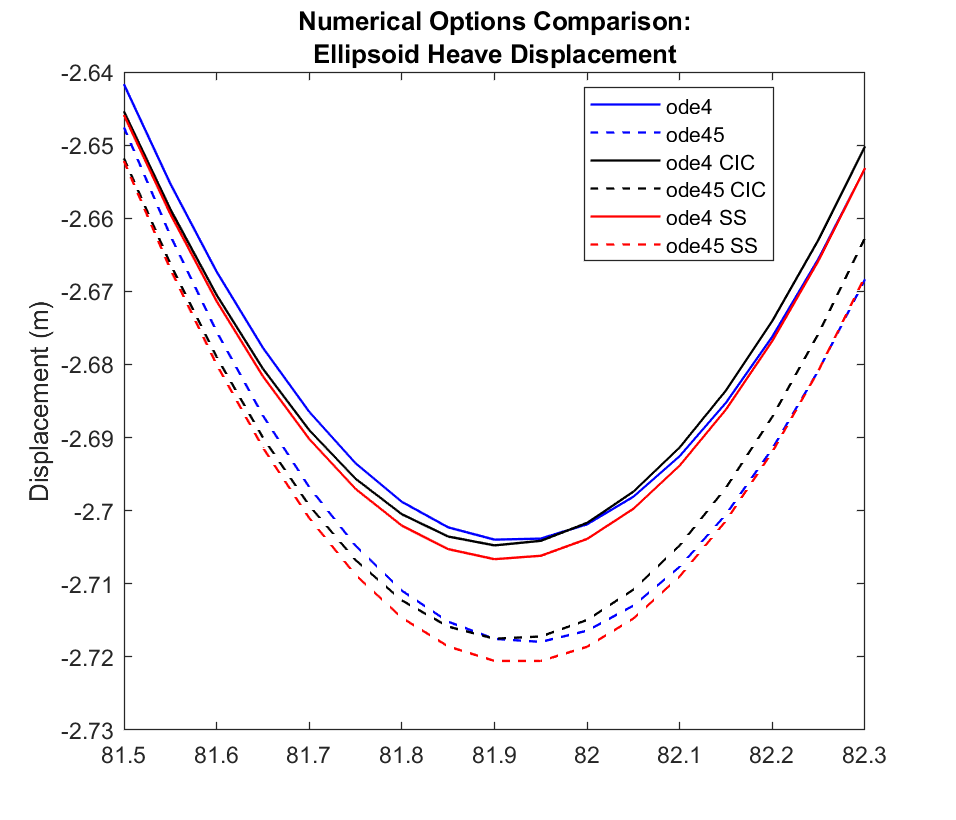 Numerical Options Comparison:
Ellipsoid Heave Displacement
-2.64
-2.65
-2.66
-2.67
-2.68
-2.69
-2.7
-2.71
-2.72
-2.73
Displacement (m)
ode4
ode45
ode4 CIC
ode45 CIC
ode4 SS
ode45 SS
81.5 81.6 81.7 81.8 81.9 82 82.1 82.2 82.3